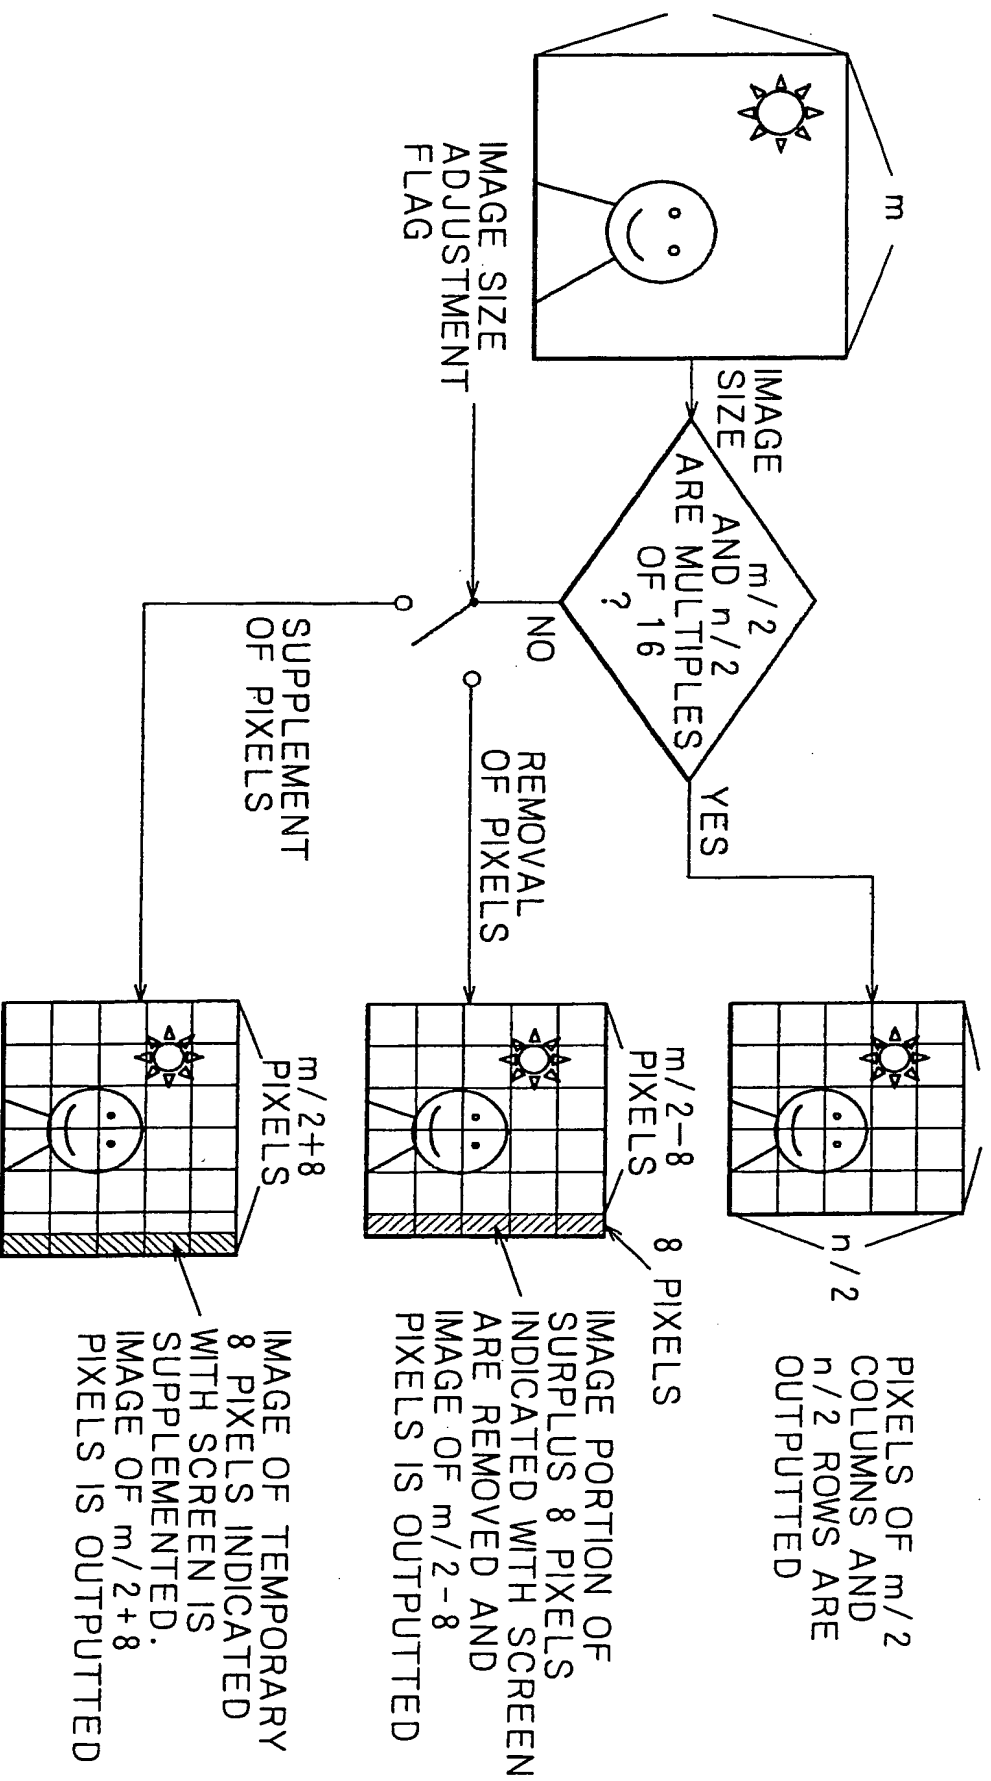 m
IMAGE
SIZE
m/2
AND n/2
ARE MULTIPLES
OF 16
?
YES
NO
IMAGE SIZE
ADJUSTMENT
FLAG
REMOVAL
OF PIXELS
SUPPLEMENT
OF PIXELS
n/2
PIXELS OF m/2
COLUMNS AND
n/2 ROWS ARE
OUTPUTTED
m/2-8
PIXELS
8 PIXELS
IMAGE PORTION OF
SURPLUS 8 PIXELS
INDICATED WITH SCREEN
ARE REMOVED AND
IMAGE OF m/2-8
PIXELS IS OUTPUTTED
m/2+8
PIXELS
IMAGE OF TEMPORARY
8 PIXELS INDICATED
WITH SCREEN IS
SUPPLEMENTED.
IMAGE OF m/2+8
PIXELS IS OUTPUTTED